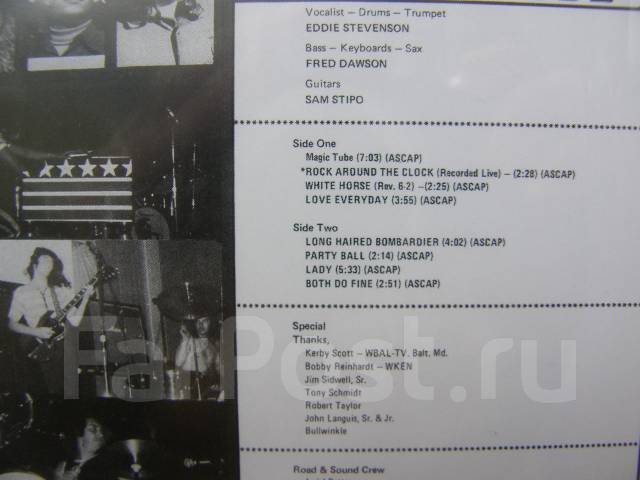 Vocalist — Drums — Trumpet
EDDIE STEVENSON
Bass — Keyboards — Sax
FRED DAWSON
Guitars
SAM STIPO
Side One
Magic Tube (7:03) (ASCAP)
*ROCK AROUND THE CLOCK (Recorded Live) — (2:28) (ASCAP)
WHITE HORSE (Rev. 6-2) —(2:25) (ASCAP)
LOVE EVERYDAY (3:55) (ASCAP)
Side Two
LONG HAIRED BOMBARDIER (4:02) (ASCAP)
PARTY BALL (2:14) (ASCAP)
LADY (5:33) (ASCAP)
BOTH DO FINE (2:51) (ASCAP)
Special
Thanks,
Kerby Scott — WBAL-TV. Balt. Md.
Bobby Reinhardt — WKEN
Jim Sidwell, Sr.
Tony Schmidt
Robert Taylor
John Languis, Sr. & Jr.
Bullwinkle
Road & Sound Crew
FarPost.ru